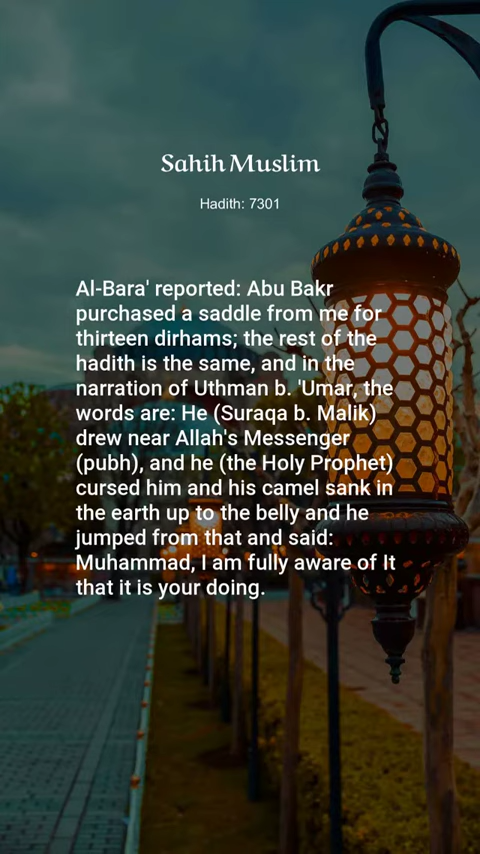 Sahih Muslim
Hadith: 7301
Al-Bara' reported: Abu Bakr
purchased a saddle from me for
thirteen dirhams; the rest of the
hadith is the same, and in the
narration of Uthman b. 'Umar, the
words are: He (Suraqa b. Malik)
drew near Allah's Messenger
(pubh), and he (the Holy Prophet)
cursed him and his camel sank in
the earth up to the belly and he
jumped from that and said:
Muhammad, I am fully aware of It
that it is your doing.